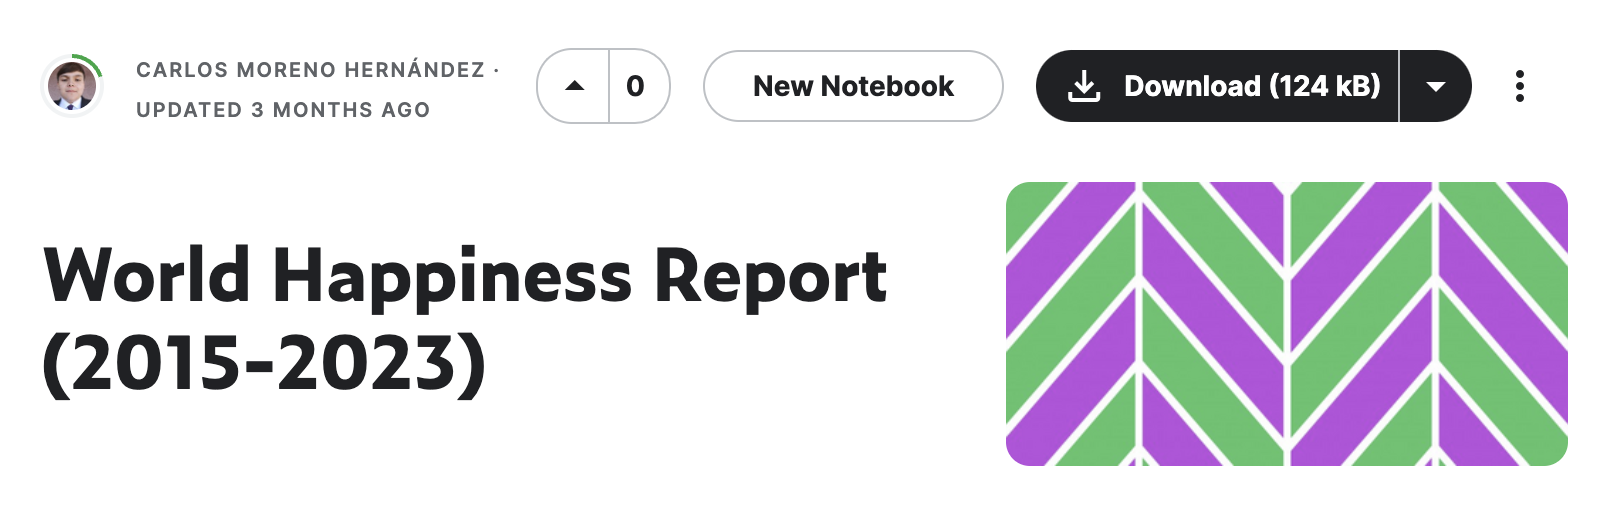 CARLOS MORENO HERNÁNDEZ ·
UPDATED 3 MONTHS AGO
0
New Notebook
Download (124 kB)
World Happiness Report
(2015-2023)